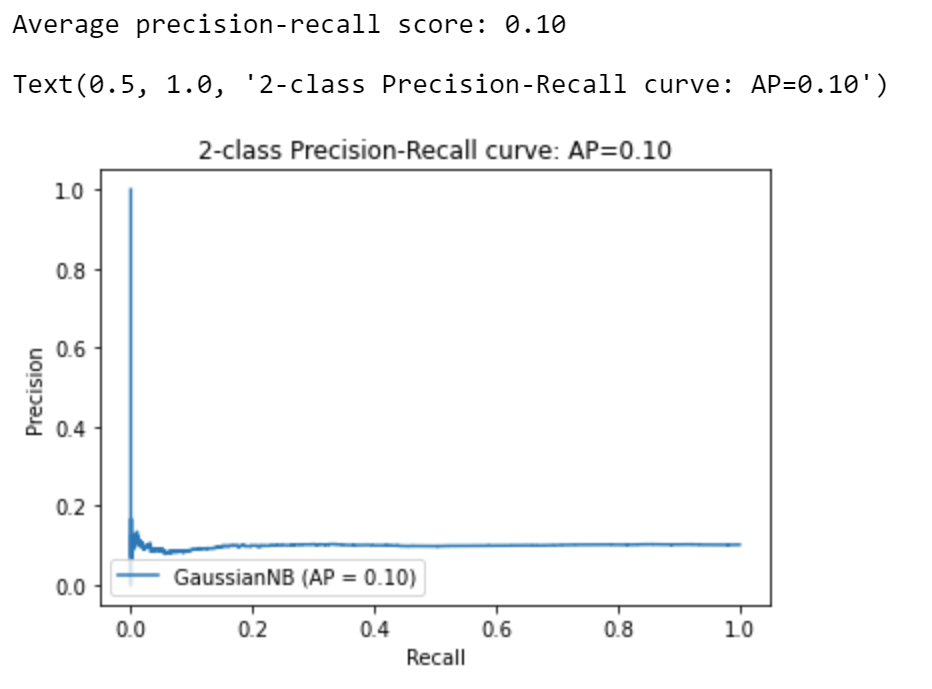 Average precision-recall score: 0.10
Text(0.5, 1.0, '2-class Precision-Recall curve: AP=0.10')
2-class Precision-Recall curve: AP=0.10
Precision
1.0
0.8
0.6
0.4
0.2
0.0
GaussianNB (AP = 0.10)
0.0 0.2 0.4 0.6 0.8 1.0
Recall